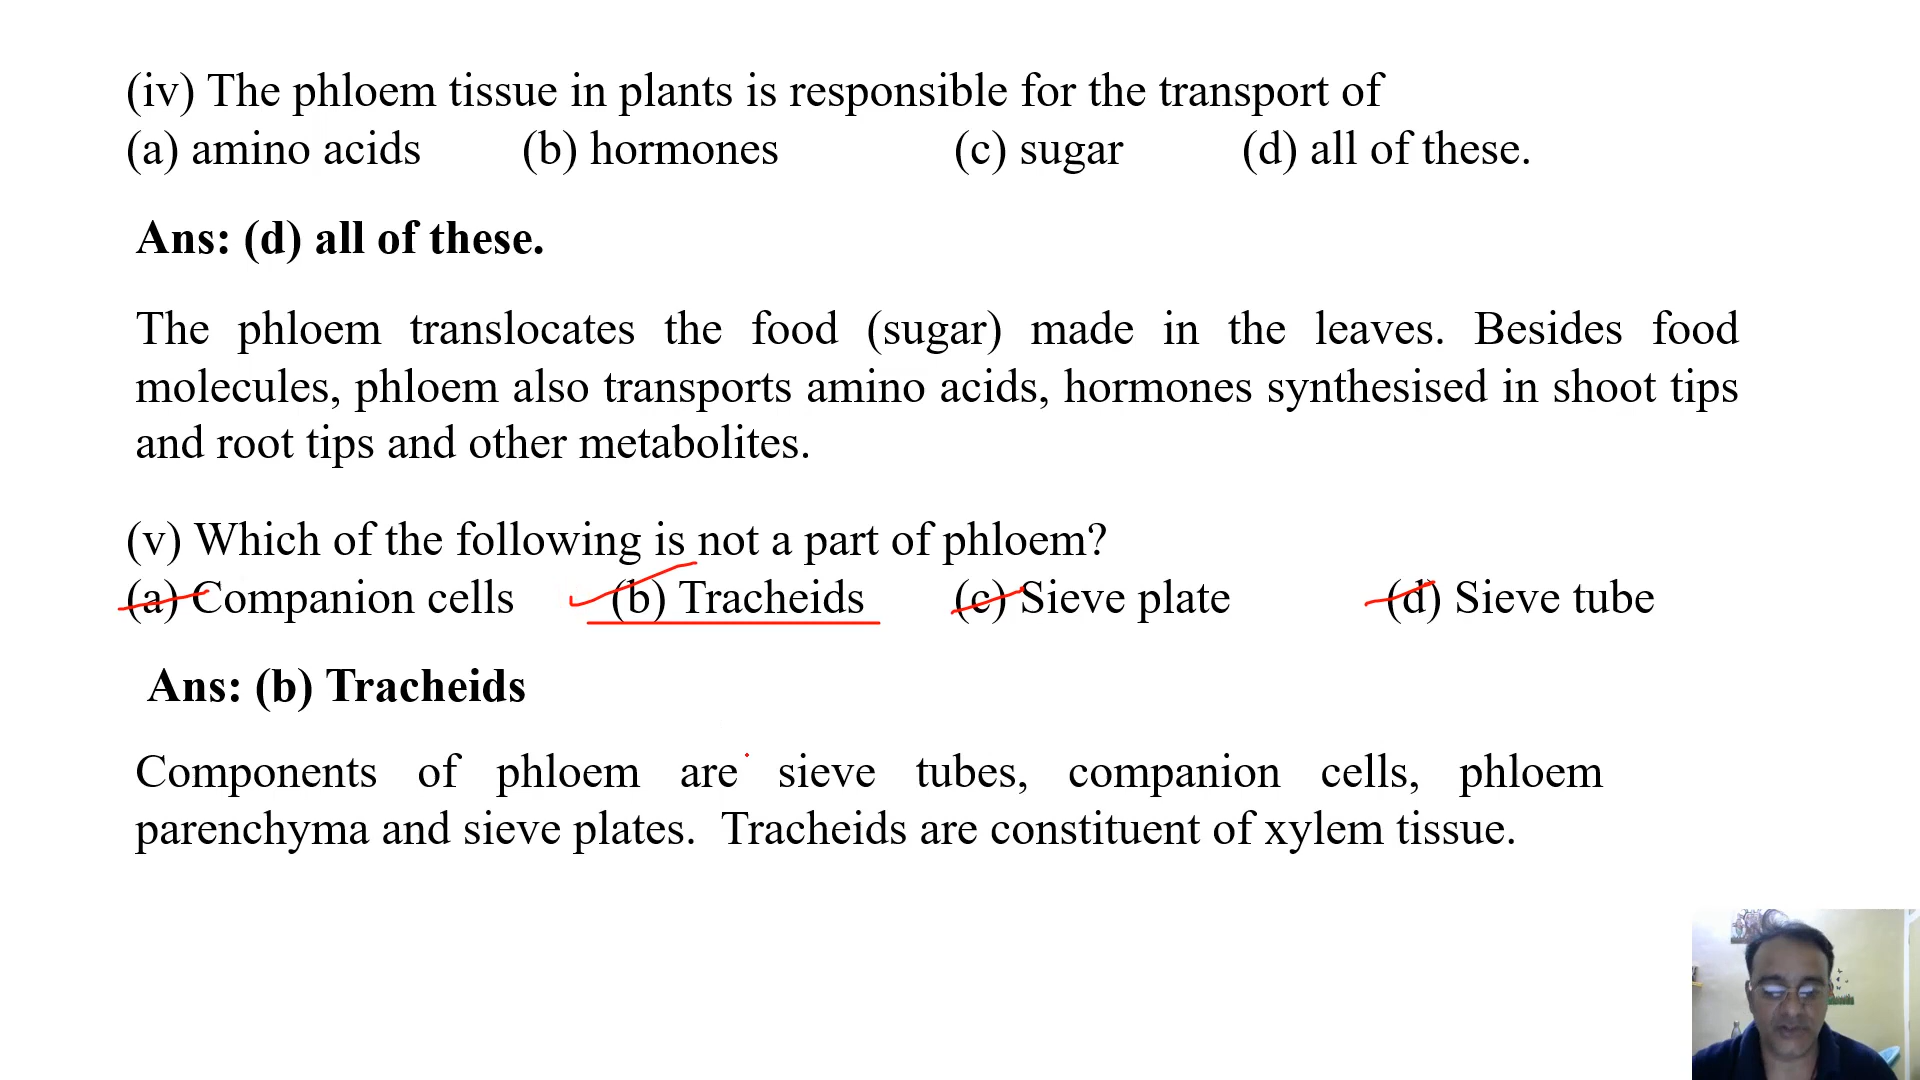 (iv) The phloem tissue in plants is responsible for the transport of
(a) amino acids (b) hormones (c) sugar (d) all of these.
Ans: (d) all of these.
The phloem translocates the food (sugar) made in the leaves. Besides food
molecules, phloem also transports amino acids, hormones synthesised in shoot tips
and root tips and other metabolites.
(v) Which of the following is not a part of phloem?
(a) Companion cells (b) Tracheids (c) Sieve plate (d) Sieve tube
Ans: (b) Tracheids
Components of phloem are sieve tubes, companion cells, phloem
parenchyma and sieve plates. Tracheids are constituent of xylem tissue.